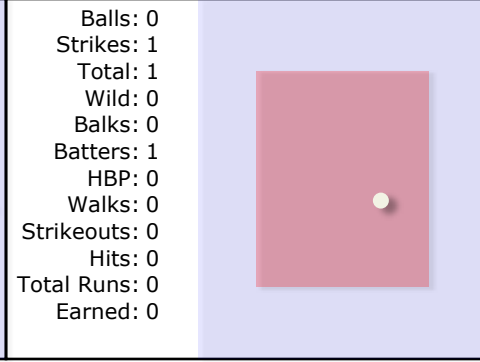 Balls: 0
Strikes: 1
Total: 1
Wild: 0
Balks: 0
Batters: 1
HBP: 0
Walks: 0
Strikeouts: 0
Hits: 0
Total Runs: 0
Earned: 0